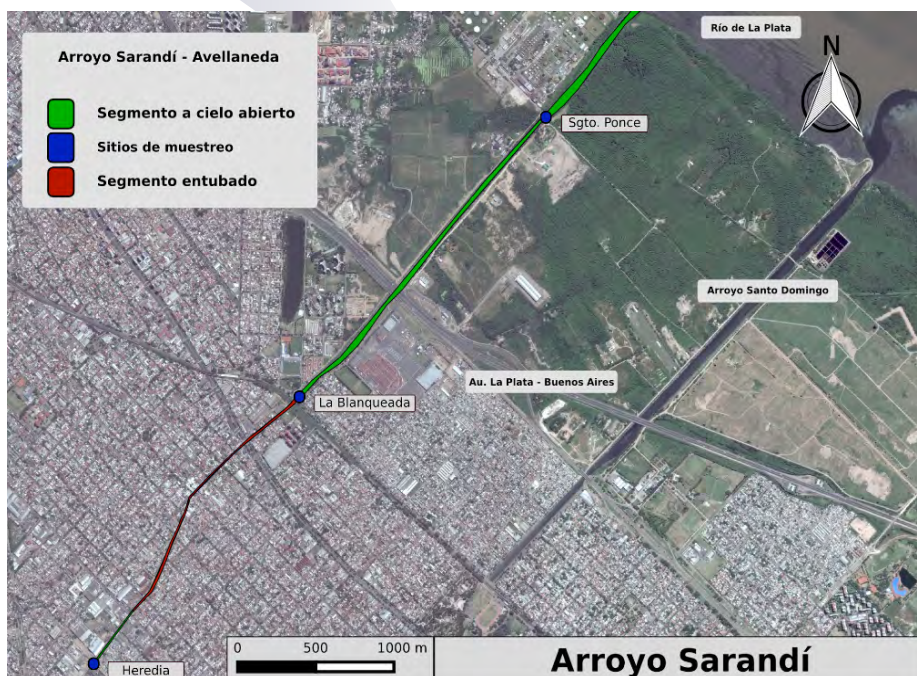 Río de La Plata
Arroyo Sarandí - Avellaneda
N
Segmento a cielo abierto
Sitios de muestreo
Segmento entubado
Sgto. Ponce
Arroyo Santo Domingo
Au. La Plata - Buenos Aires
La Blanqueada
0 500 1000 m
Heredia
Arroyo Sarandí